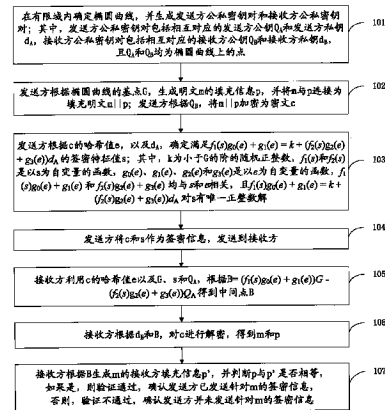 在有限域内确定椭圆曲线，并生成发送方公私密钥对和接收方公私密钥
对；其中，发送方公私密钥对包括相互对应的发送方公钥QA和发送方私钥
dA，接收方公私密钥对包括相互对应的接收方公钥QB和接收方私钥dB，
且QA和QB均为椭圆曲线上的点
101
发送方根据椭圆曲线的基点G，生成明文m的填充信息p，并将m与p连接为
填充明文m||p；发送方根据QB，将m||p加密为密文c
102
发送方根据c的哈希值e，以及dA，确定满足f1(s)g0(e) + g1(e) = k + (f2(s)g2(e)
+ g3(e))dA的签密特征值s；其中，k为小于G的阶的随机正整数，f1(s)和f2(s)
是以s为自变量的函数，g0(e)、g1(e)、g2(e)和g3(e)是以e为自变量的函数，f1(s)
g0(e) + g1(e) 和 f2(s)g2(e) + g3(e) 均与s和e相关，且f1(s)g0(e) + g1(e) = k +
(f2(s)g2(e) + g3(e))dA 对s有唯一正整数解
103
发送方将c和s作为签密信息，发送到接收方
104
接收方利用c的哈希值e以及G、s和QA，根据B= (f1(s)g0(e) + g1(e))G -
(f2(s)g2(e) + g3(e))QA 得到中间点B
105
接收方根据dB和B，对c进行解密，得到m和p
106
接收方根据B生成m的接收方填充信息p'，并判断p与p' 是否相等，
如果是，则验证通过，确认发送方已发送针对m的签密信息，
否则，验证不通过，确认发送方并未发送针对m的签密信息
107